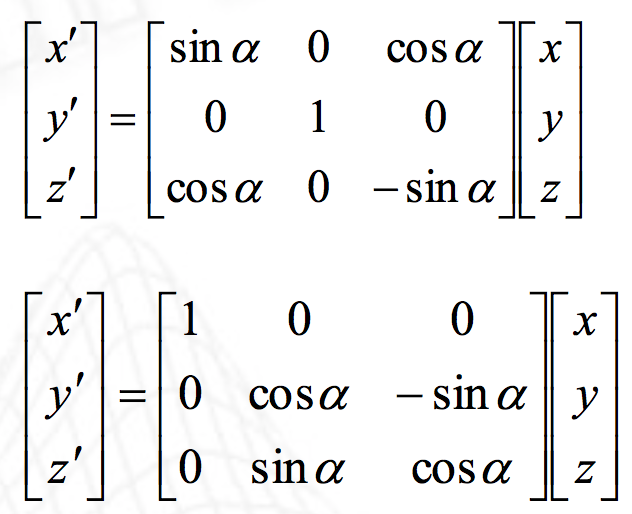 [x′] = [sin α 0 cos α] [x]
[y′] = [0 1 0] [y]
[z′] = [cos α 0 − sin α] [z]
[x′] = [1 0 0] [x]
[y′] = [0 cos α − sin α] [y]
[z′] = [0 sin α cos α] [z]